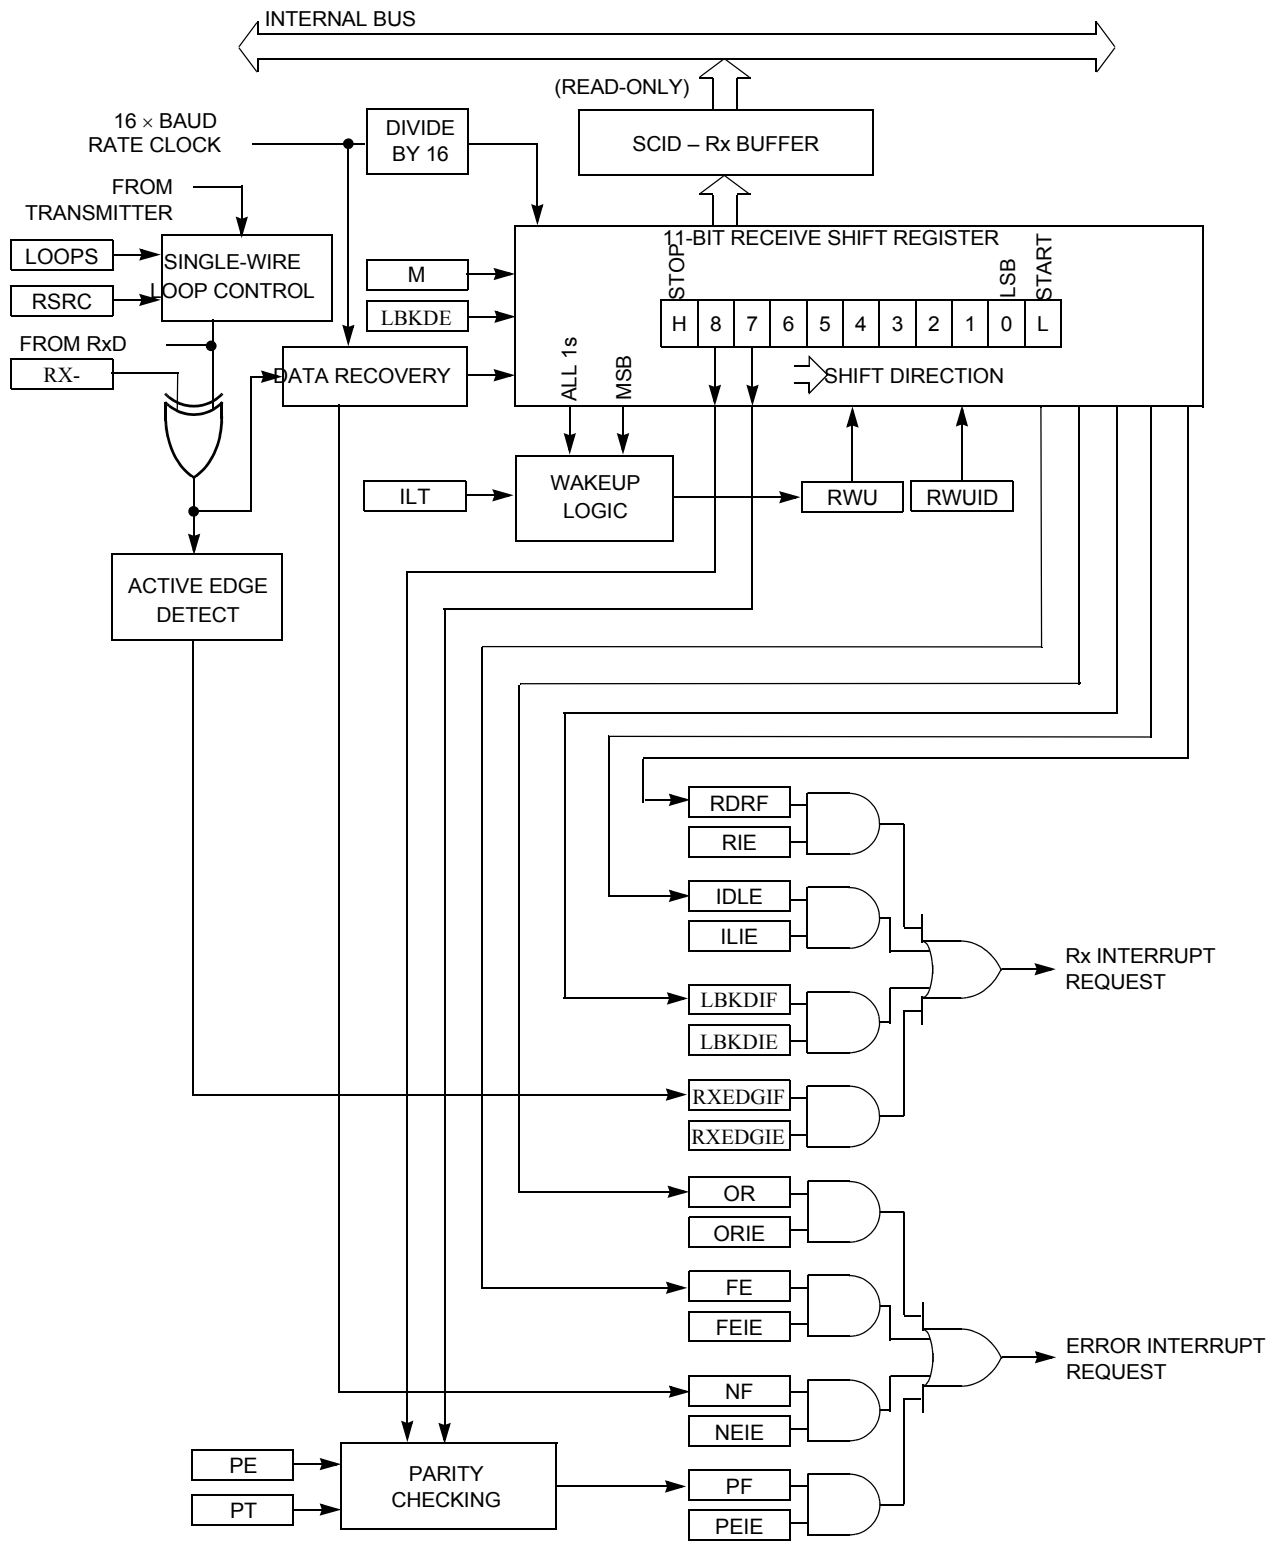 INTERNAL BUS
(READ-ONLY)
16 × BAUD
RATE CLOCK
DIVIDE
BY 16
SCID – Rx BUFFER
FROM
TRANSMITTER
LOOPS
RSRC
SINGLE-WIRE
LOOP CONTROL
11-BIT RECEIVE SHIFT REGISTER
M
LBKDE
STOP
LSB
START
H 8 7 6 5 4 3 2 1 0 L
FROM RxD
RX-
DATA RECOVERY
ALL 1s
MSB
SHIFT DIRECTION
ILT
WAKEUP
LOGIC
RWU
RWUID
ACTIVE EDGE
DETECT
RDRF
RIE
IDLE
ILIE
Rx INTERRUPT
REQUEST
LBKDIF
LBKDIE
RXEDGIF
RXEDGIE
OR
ORIE
FE
FEIE
ERROR INTERRUPT
REQUEST
NF
NEIE
PE
PT
PARITY
CHECKING
PF
PEIE